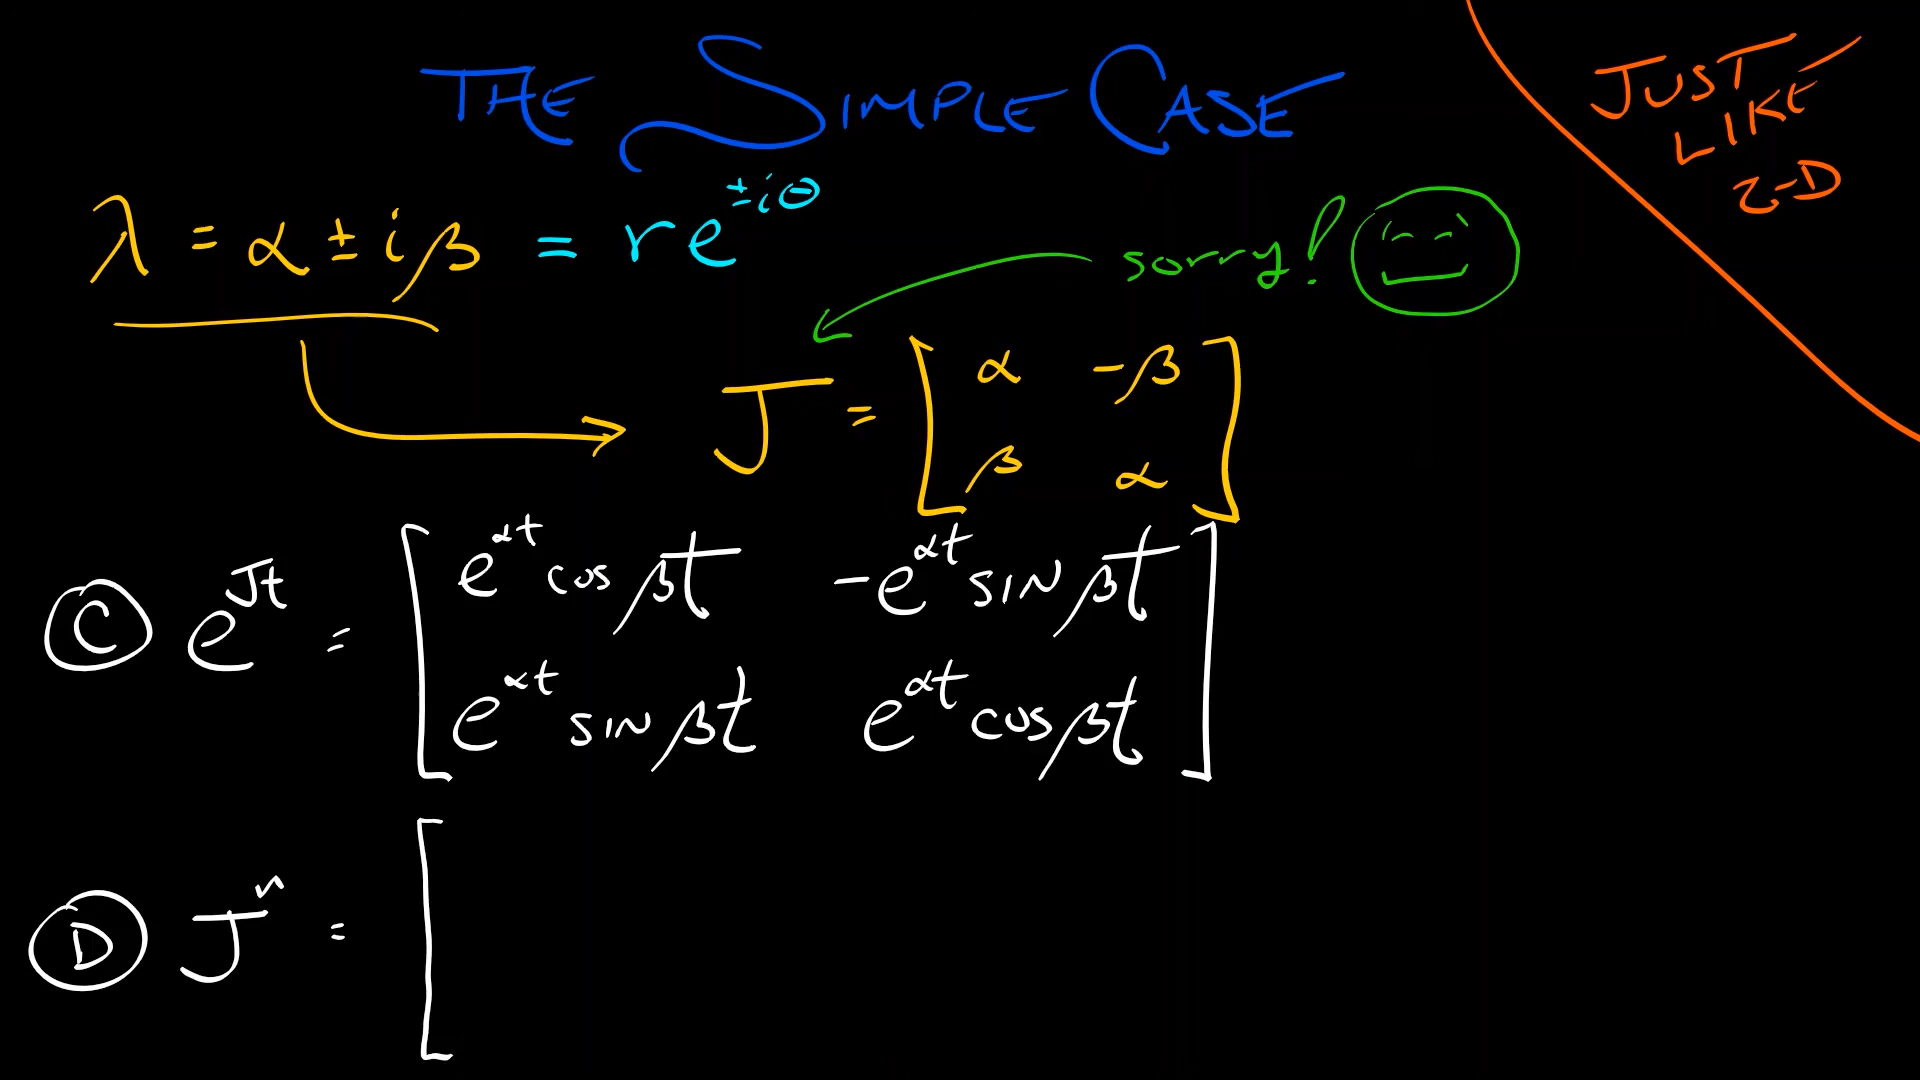 THE SIMPLE CASE
JUST
LIKE
2-D
λ = α ± iβ = re^{±iθ}
sorry!
J = [ α -β
β α ]
Ⓒ e^{Jt} = [ e^{αt} cos βt -e^{αt} sin βt
e^{αt} sin βt e^{αt} cos βt ]
Ⓓ J^n = [